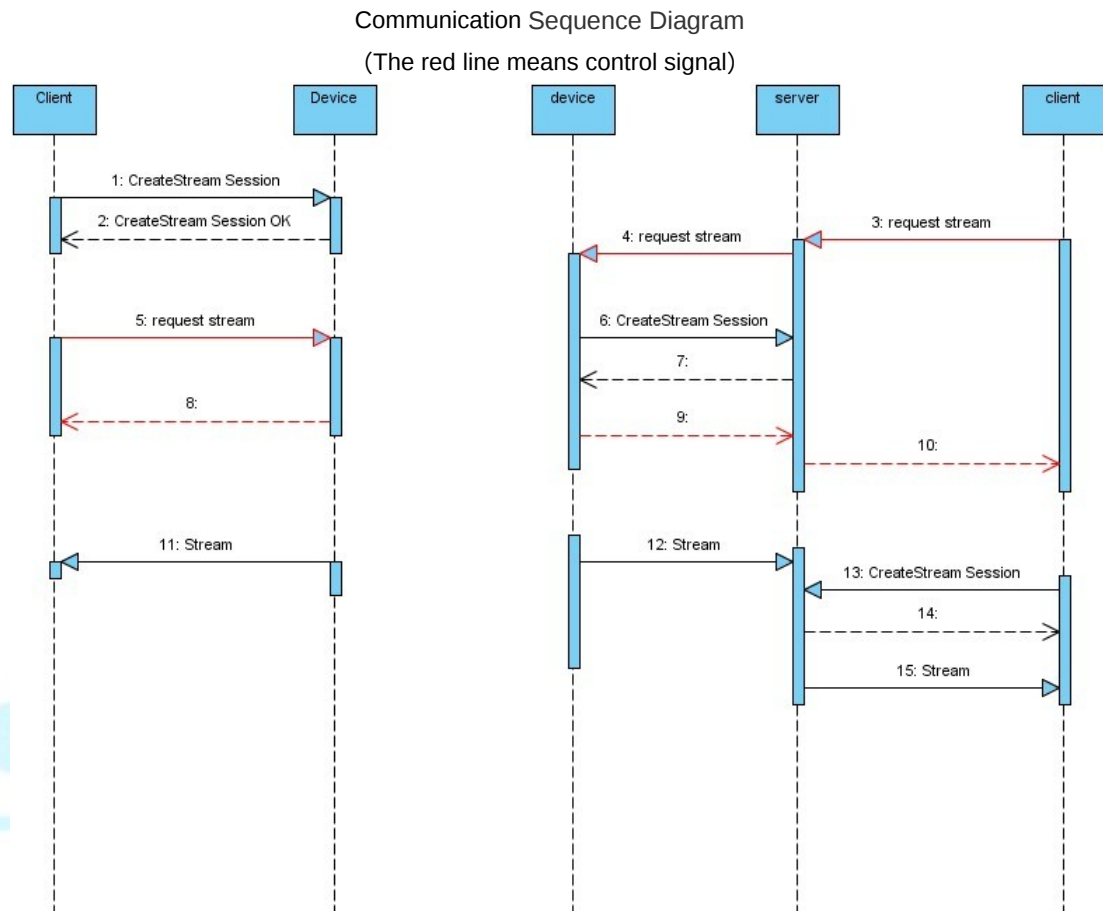 Communication Sequence Diagram
(The red line means control signal)
Client
Device
device
server
client
1: CreateStream Session
2: CreateStream Session OK
3: request stream
4: request stream
5: request stream
6: CreateStream Session
7:
8:
9:
10:
11: Stream
12: Stream
13: CreateStream Session
14:
15: Stream